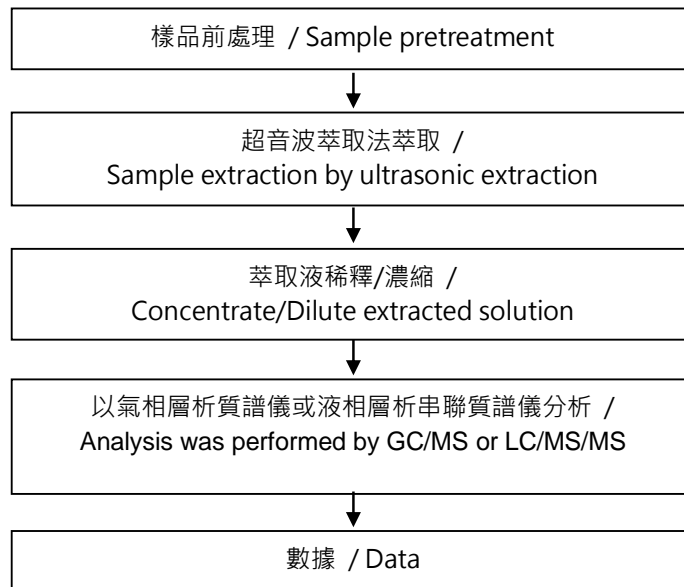 樣品前處理 / Sample pretreatment
超音波萃取法萃取 /
Sample extraction by ultrasonic extraction
萃取液稀釋/濃縮 /
Concentrate/Dilute extracted solution
以氣相層析質譜儀或液相層析串聯質譜儀分析 /
Analysis was performed by GC/MS or LC/MS/MS
數據 / Data